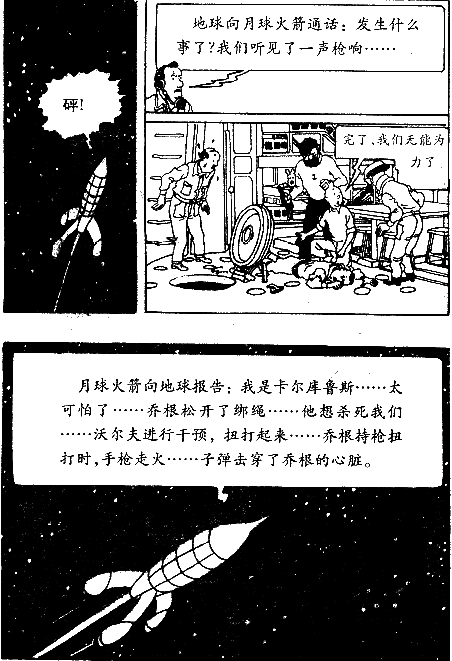 砰!
地球向月球火箭通话：发生什么
事了?我们听见了一声枪响……
完了、我们无能为
力了
月球火箭向地球报告；我是卡尔库鲁斯……太
可怕了……乔根松开了绑绳……他想杀死我们
……沃尔夫进行干预，扭打起来……乔根持枪扭
打时,手枪走火……子弹击穿了乔根的心脏。